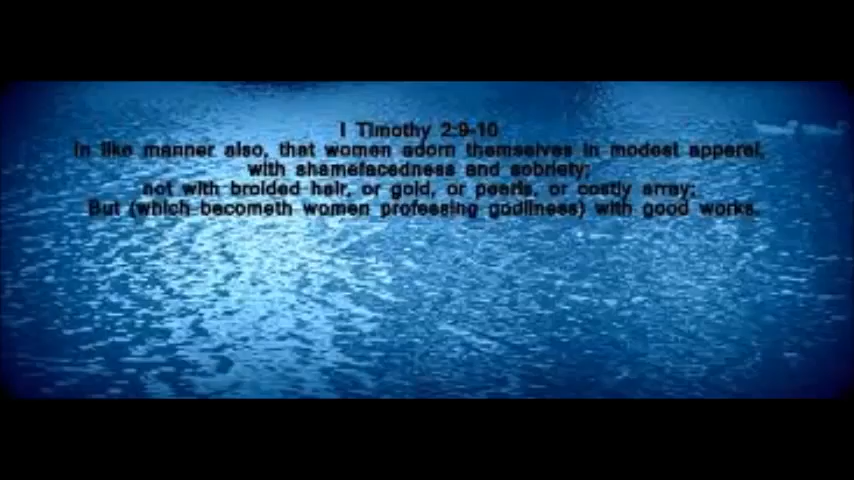 I Timothy 2:9-10
In like manner also, that women adorn themselves in modest apparel,
with shamefacedness and sobriety;
not with broided hair, or gold, or pearls, or costly array;
But (which becometh women professing godliness) with good works.